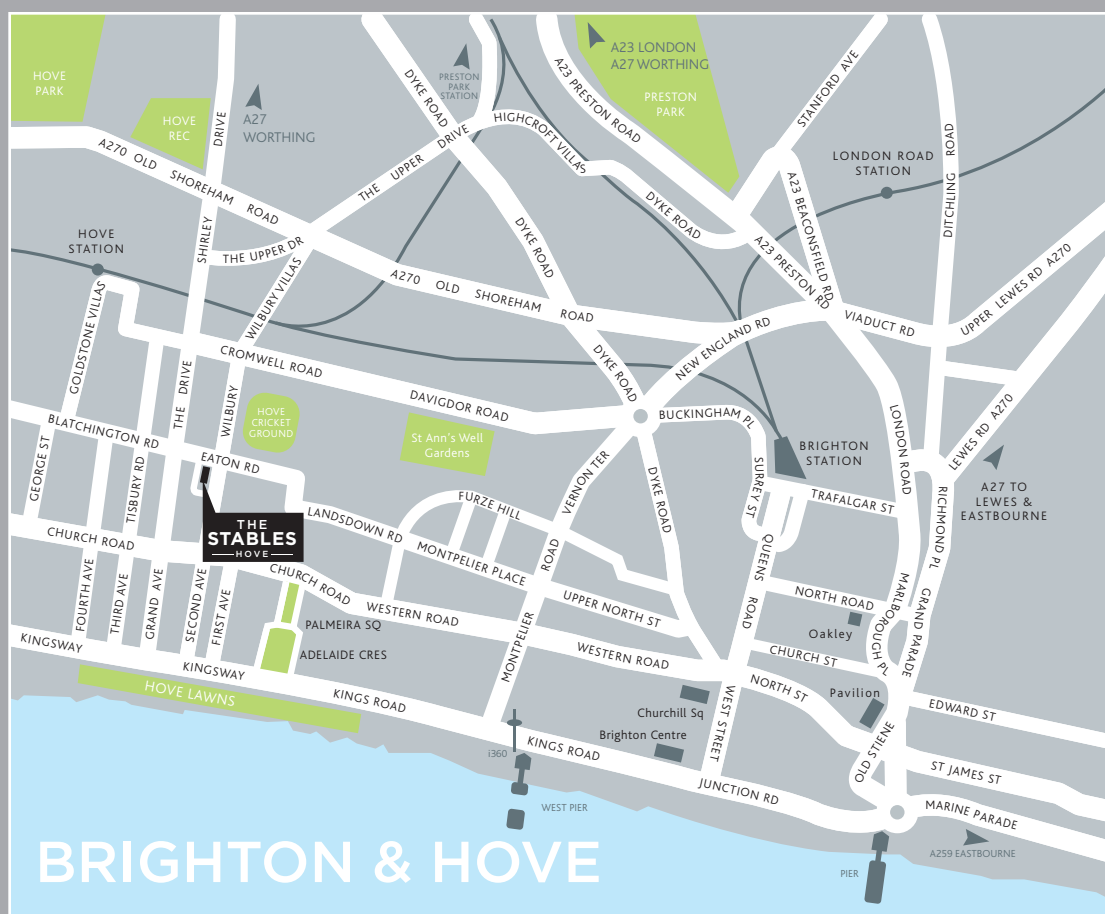 HOVE
PARK
HOVE
REC
A27
WORTHING
DRIVE
A270 OLD SHOREHAM ROAD
SHIRLEY
THE UPPER DR
THE UPPER DRIVE
DYKE ROAD
PRESTON
PARK
STATION
HIGHCROFT VILLAS
A23 PRESTON ROAD
A23 LONDON
A27 WORTHING
PRESTON
PARK
STANFORD AVE
LONDON ROAD
STATION
DITCHLING ROAD
A23 BEACONSFIELD RD
DYKE ROAD
DYKE ROAD
A23 PRESTON RD
HOVE
STATION
GOLDSTONE VILLAS
WILBURY VILLAS
A270 OLD SHOREHAM ROAD
NEW ENGLAND RD
VIADUCT RD
UPPER LEWES RD A270
CROMWELL ROAD
DAVIGDOR ROAD
DYKE ROAD
BUCKINGHAM PL
THE DRIVE
WILBURY
HOVE
CRICKET
GROUND
St Ann's Well
Gardens
BLATCHINGTON RD
EATON RD
GEORGE ST
TISBURY RD
VERNON TER
DYKE ROAD
SURREY ST
BRIGHTON
STATION
LONDON ROAD
LEWES RD A270
A27 TO
LEWES &
EASTBOURNE
TRAFALGAR ST
RICHMOND PL
THE
STABLES
HOVE
LANDSDOWN RD
FURZE HILL
MONTPELIER PLACE
CHURCH ROAD
CHURCH ROAD
FOURTH AVE
THIRD AVE
GRAND AVE
SECOND AVE
FIRST AVE
PALMEIRA SQ
ADELAIDE CRES
WESTERN ROAD
MONTPELIER ROAD
UPPER NORTH ST
WESTERN ROAD
QUEENS ROAD
NORTH ROAD
Oakley
CHURCH ST
MARLBOROUGH PL
GRAND PARADE
KINGSWAY
KINGSWAY
HOVE LAWNS
KINGS ROAD
NORTH ST
WEST STREET
Churchill Sq
Brighton Centre
Pavilion
EDWARD ST
OLD STIENE
ST JAMES ST
i360
KINGS ROAD
JUNCTION RD
MARINE PARADE
WEST PIER
A259 EASTBOURNE
PIER
BRIGHTON & HOVE